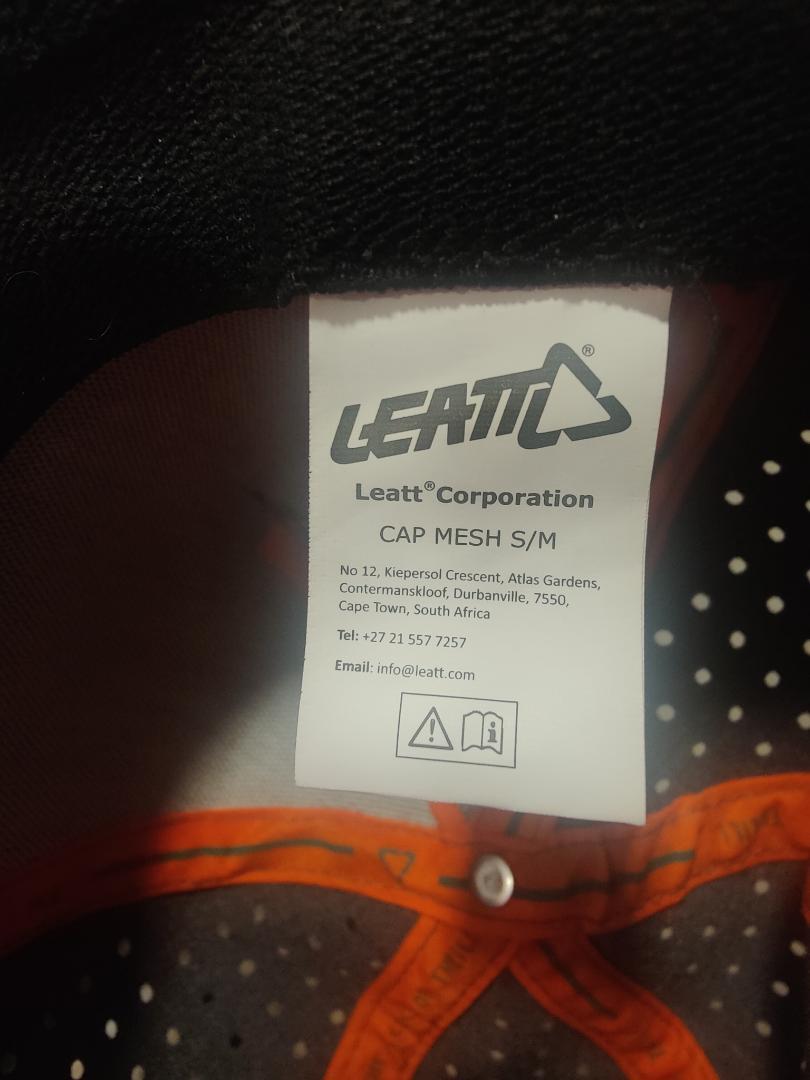 LEATT®
Leatt® Corporation
CAP MESH S/M
No 12, Kiepersol Crescent, Atlas Gardens,
Contermanskloof, Durbanville, 7550,
Cape Town, South Africa
Tel: +27 21 557 7257
Email: info@leatt.com